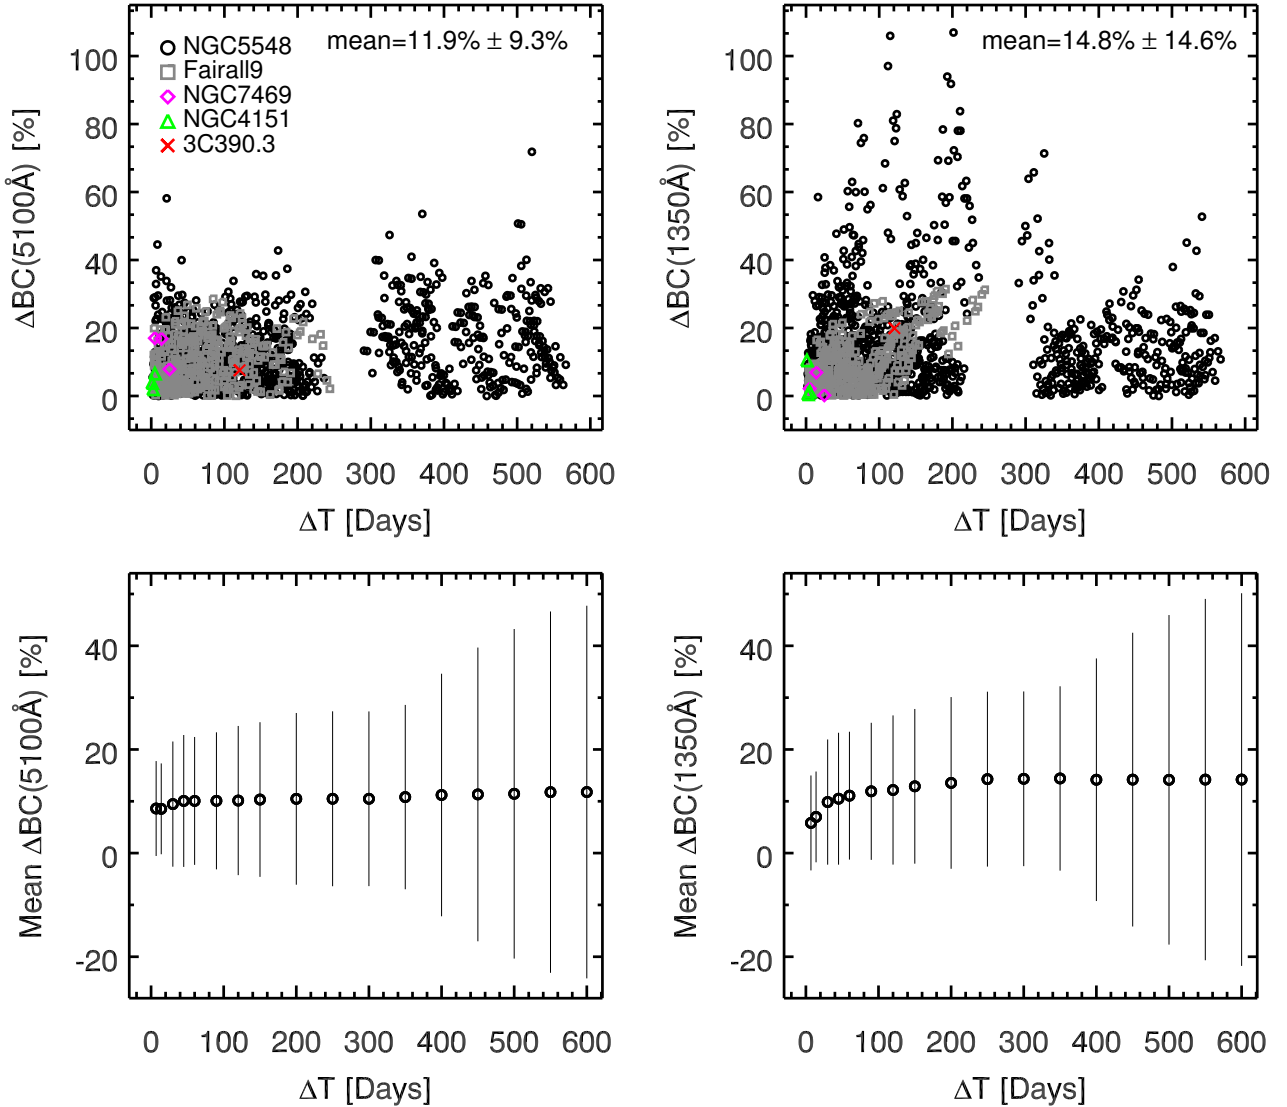 mean=11.9% ± 9.3%
NGC5548
Fairall9
NGC7469
NGC4151
3C390.3
ΔBC(5100Å) [%]
100
80
60
40
20
0
0 100 200 300 400 500 600
ΔT [Days]
mean=14.8% ± 14.6%
ΔBC(1350Å) [%]
100
80
60
40
20
0
0 100 200 300 400 500 600
ΔT [Days]
Mean ΔBC(5100Å) [%]
40
20
0
-20
0 100 200 300 400 500 600
ΔT [Days]
Mean ΔBC(1350Å) [%]
40
20
0
-20
0 100 200 300 400 500 600
ΔT [Days]